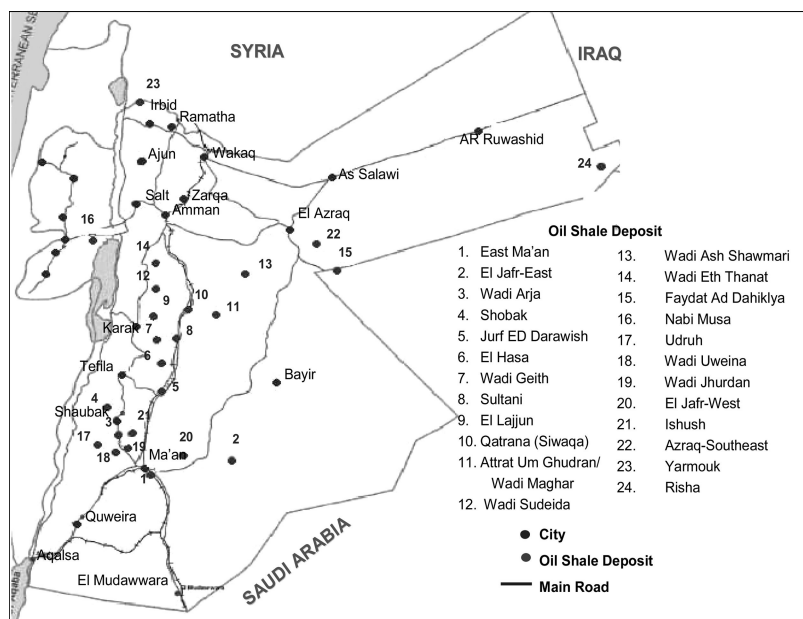 TERRANEAN SEA
SYRIA
IRAQ
23
Irbid
Ramatha
AR Ruwashid
Ajun
Wakaq
24
As Salawi
Salt
Zarqa
Amman
El Azraq
16
22
14
13
15
12
9
10
11
Karak
7
8
6
Tefila
Bayir
5
4
Shaubak
3
21
17
19
20
2
18
Ma'an
1
Quweira
Aqalsa
El Mudawwara
El Mudawwara
SAUDI ARABIA
Aqaba
Oil Shale Deposit
1. East Ma'an
2. El Jafr-East
3. Wadi Arja
4. Shobak
5. Jurf ED Darawish
6. El Hasa
7. Wadi Geith
8. Sultani
9. El Lajjun
10. Qatrana (Siwaqa)
11. Attrat Um Ghudran/
Wadi Maghar
12. Wadi Sudeida
13. Wadi Ash Shawmari
14. Wadi Eth Thanat
15. Faydat Ad Dahiklya
16. Nabi Musa
17. Udruh
18. Wadi Uweina
19. Wadi Jhurdan
20. El Jafr-West
21. Ishush
22. Azraq-Southeast
23. Yarmouk
24. Risha
City
Oil Shale Deposit
Main Road